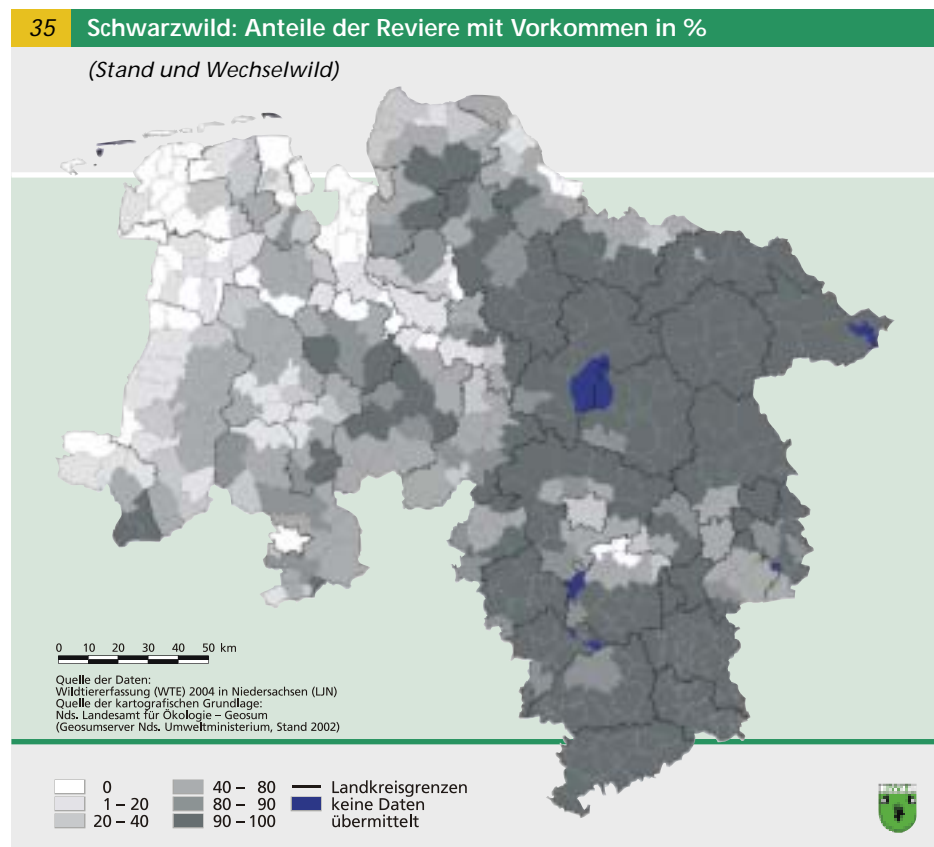 35 Schwarzwild: Anteile der Reviere mit Vorkommen in %
(Stand und Wechselwild)
0 10 20 30 40 50 km
Quelle der Daten:
Wildtiererfassung (WTE) 2004 in Niedersachsen (LJN)
Quelle der kartografischen Grundlage:
Nds. Landesamt für Ökologie – Geosum
(Geosumserver Nds. Umweltministerium, Stand 2002)
0 40 – 80 Landkreisgrenzen
1 – 20 80 – 90 keine Daten
20 – 40 90 – 100 übermittelt